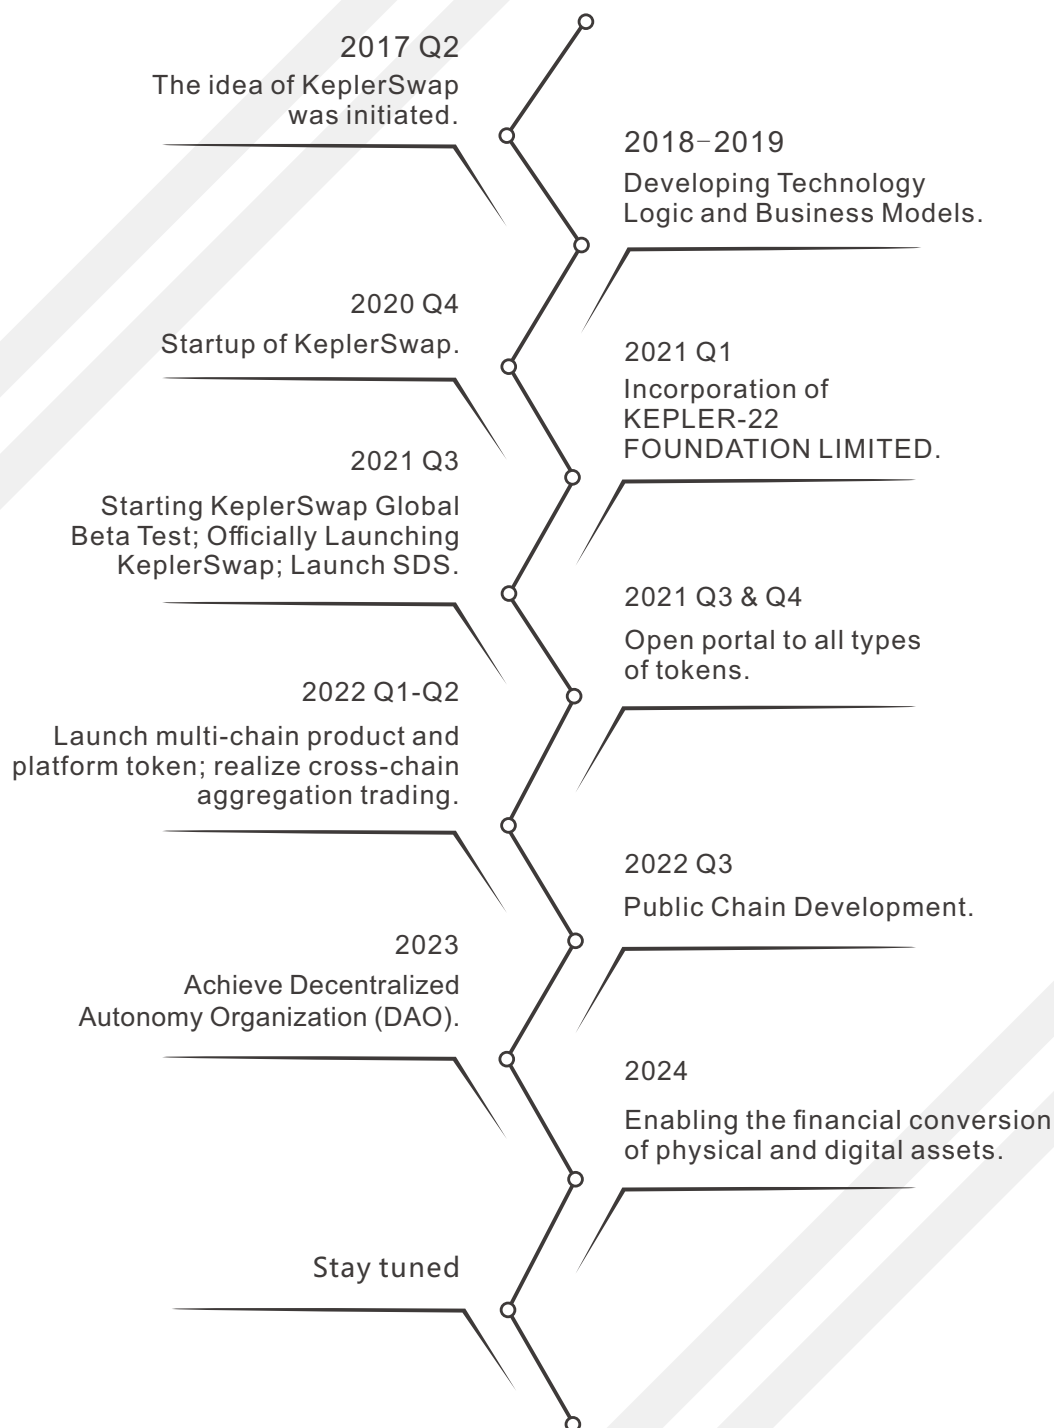 2017 Q2
The idea of KeplerSwap
was initiated.
2018-2019
Developing Technology
Logic and Business Models.
2020 Q4
Startup of KeplerSwap.
2021 Q1
Incorporation of
KEPLER-22
FOUNDATION LIMITED.
2021 Q3
Starting KeplerSwap Global
Beta Test; Officially Launching
KeplerSwap; Launch SDS.
2021 Q3 & Q4
Open portal to all types
of tokens.
2022 Q1-Q2
Launch multi-chain product and
platform token; realize cross-chain
aggregation trading.
2022 Q3
Public Chain Development.
2023
Achieve Decentralized
Autonomy Organization (DAO).
2024
Enabling the financial conversion
of physical and digital assets.
Stay tuned